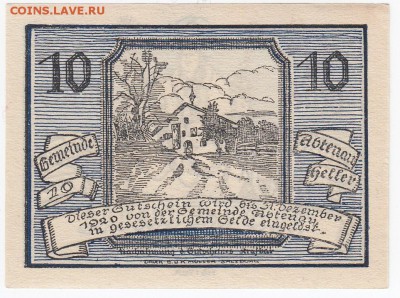 COINS.LAVE.RU
10 10
Gemeinde Abtenau
10 Heller
Dieser Gutschein wird bis 31. Dezember
1920 von der Gemeinde Abtenau
in gesetzlichem Gelde eingelöst.
SALZBURG